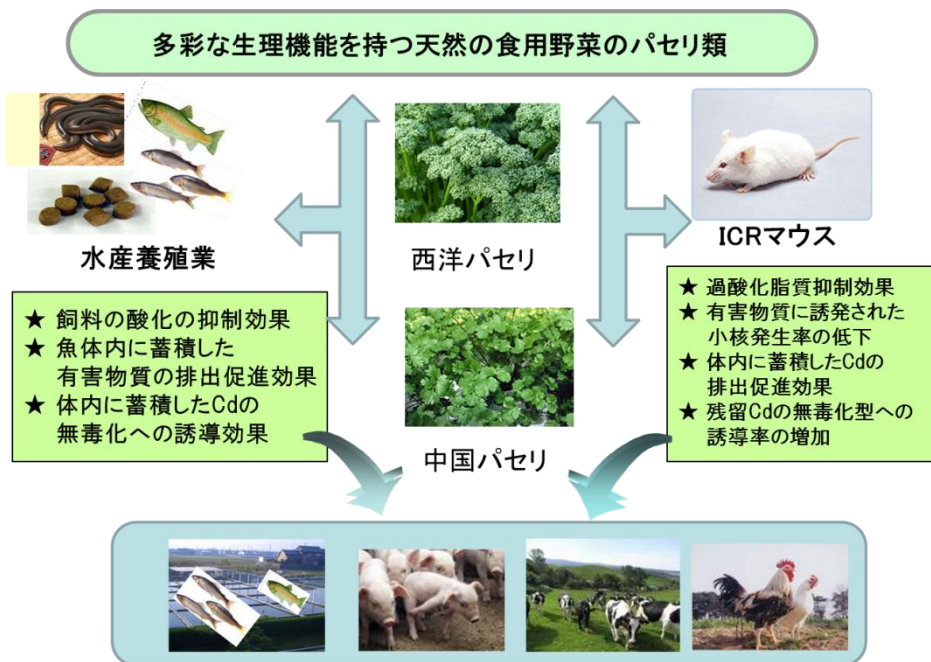 多彩な生理機能を持つ天然の食用野菜のパセリ類
水産養殖業
西洋パセリ
ICRマウス
★ 飼料の酸化の抑制効果
★ 魚体内に蓄積した
有害物質の排出促進効果
★ 体内に蓄積したCdの
無毒化への誘導効果
中国パセリ
★ 過酸化脂質抑制効果
★ 有害物質に誘発された
小核発生率の低下
★ 体内に蓄積したCdの
排出促進効果
★ 残留Cdの無毒化型への
誘導率の増加